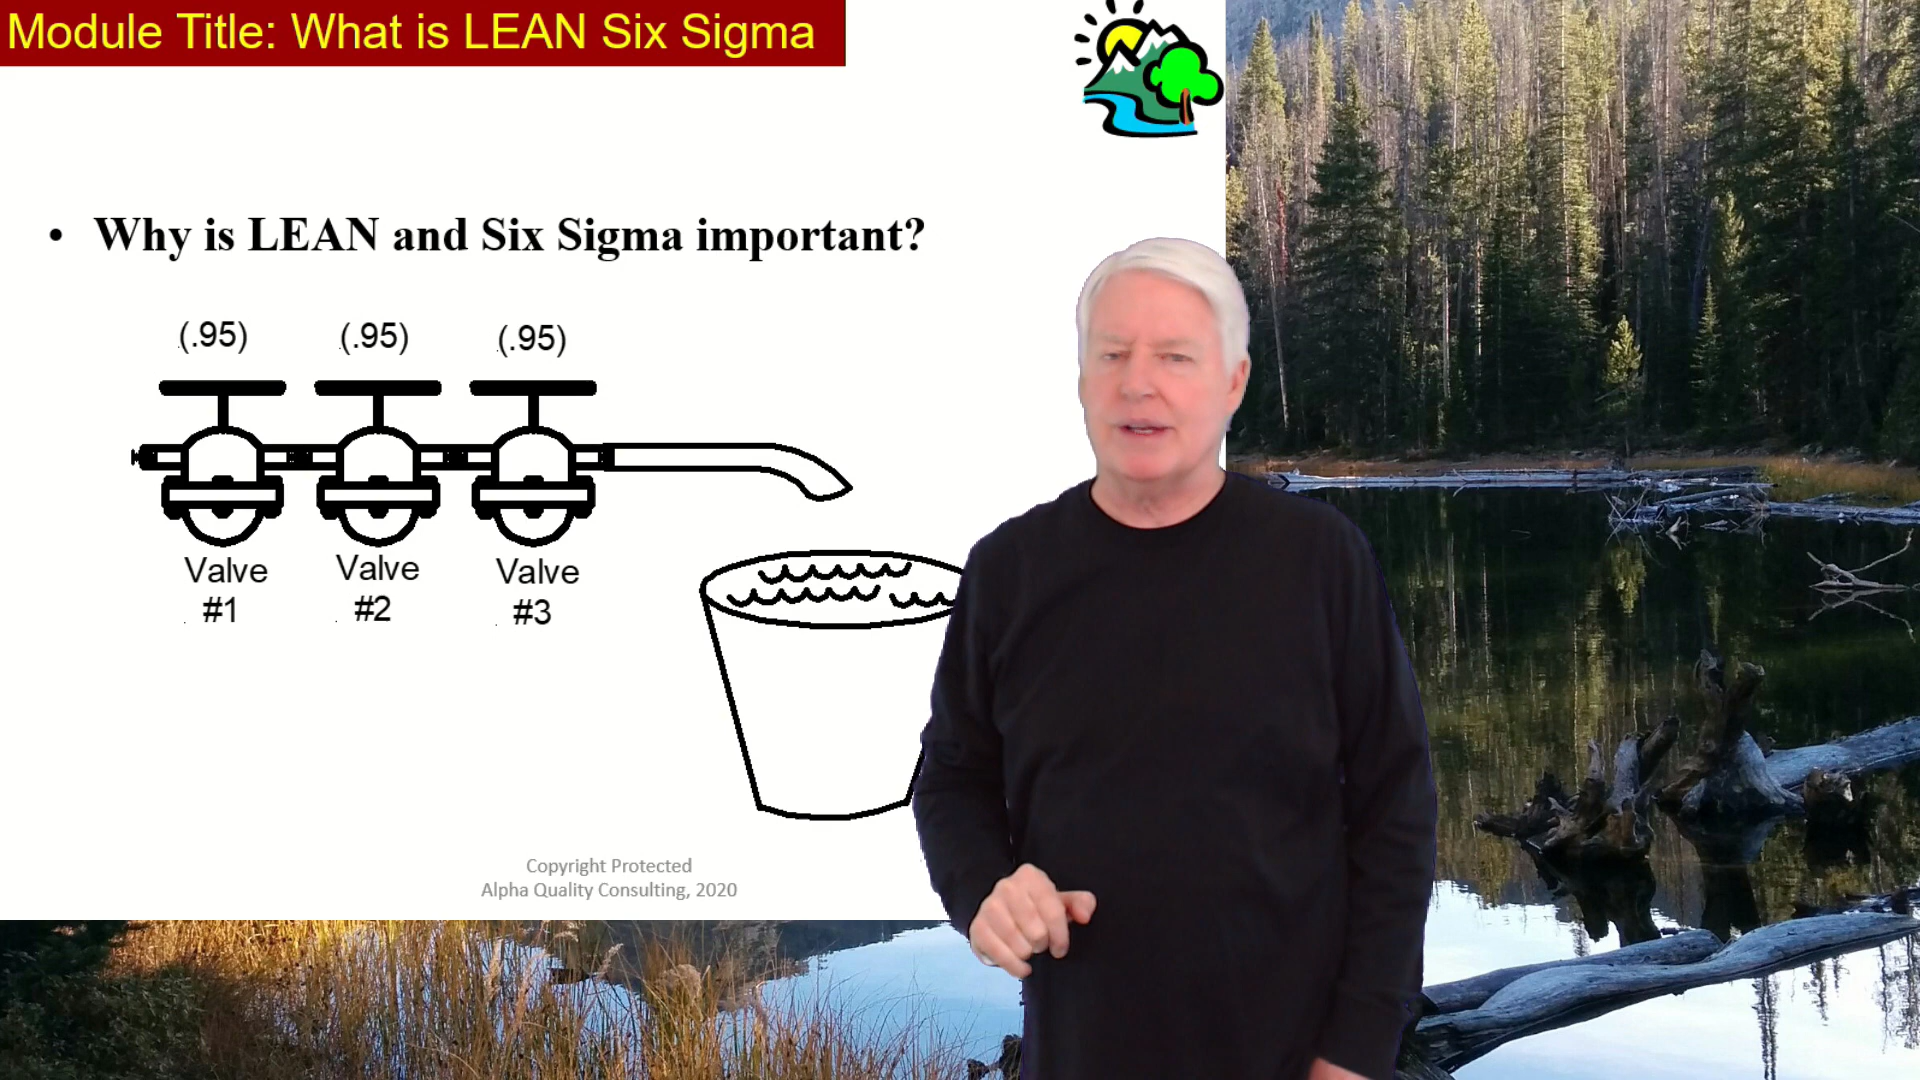 Module Title: What is LEAN Six Sigma
• Why is LEAN and Six Sigma important?
(.95) (.95) (.95)
Valve Valve Valve
#1 #2 #3
Copyright Protected
Alpha Quality Consulting, 2020